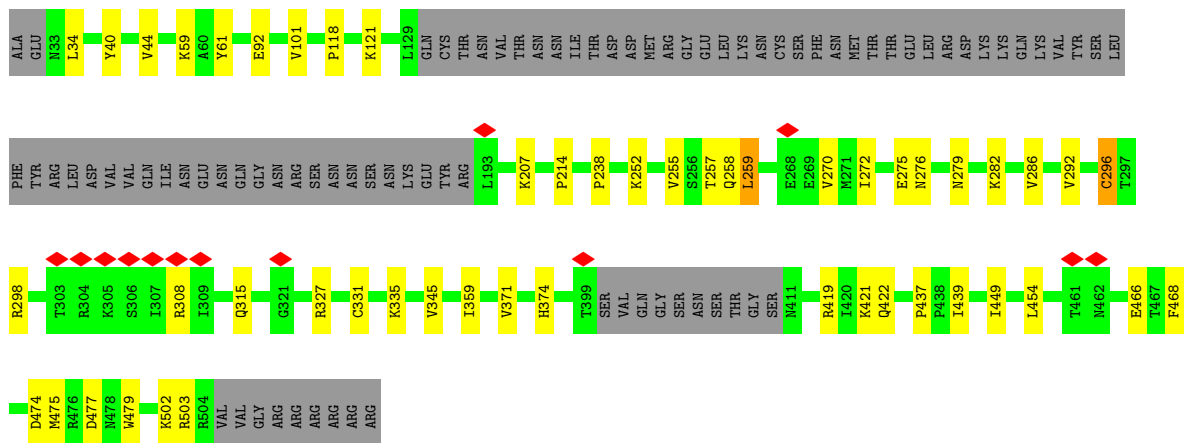 ALA GLU N33 L34 Y40 V44 K59 A60 Y61 E92 V101 P118 K121 L129 GLN CYS THR ASN VAL THR ASN ASN ILE THR ASP ASP MET ARG GLY GLU LEU LYS ASN CYS SER PHE ASN MET THR THR GLU LEU ARG ASP LYS LYS GLN LYS VAL TYR SER LEU
PHE TYR ARG LEU ASP VAL VAL GLN ILE ASN GLU ASN GLN GLY ASN ARG SER ASN ASN SER ASN LYS GLU TYR ARG L193 K207 P214 P238 K252 V255 S256 T257 Q258 L259 E268 E269 V270 M271 I272 E275 N276 N279 K282 V286 V292 C296 T297
R298 T303 R304 K305 S306 I307 R308 I309 Q315 G321 R327 C331 K335 V345 I359 V371 H374 T399 SER VAL GLN GLY SER ASN SER THR GLY SER N411 R419 I420 K421 Q422 P437 P438 I439 I449 L454 T461 N462 E466 T467 F468
D474 M475 R476 D477 N478 W479 K502 R503 R504 VAL VAL GLY ARG ARG ARG ARG ARG ARG